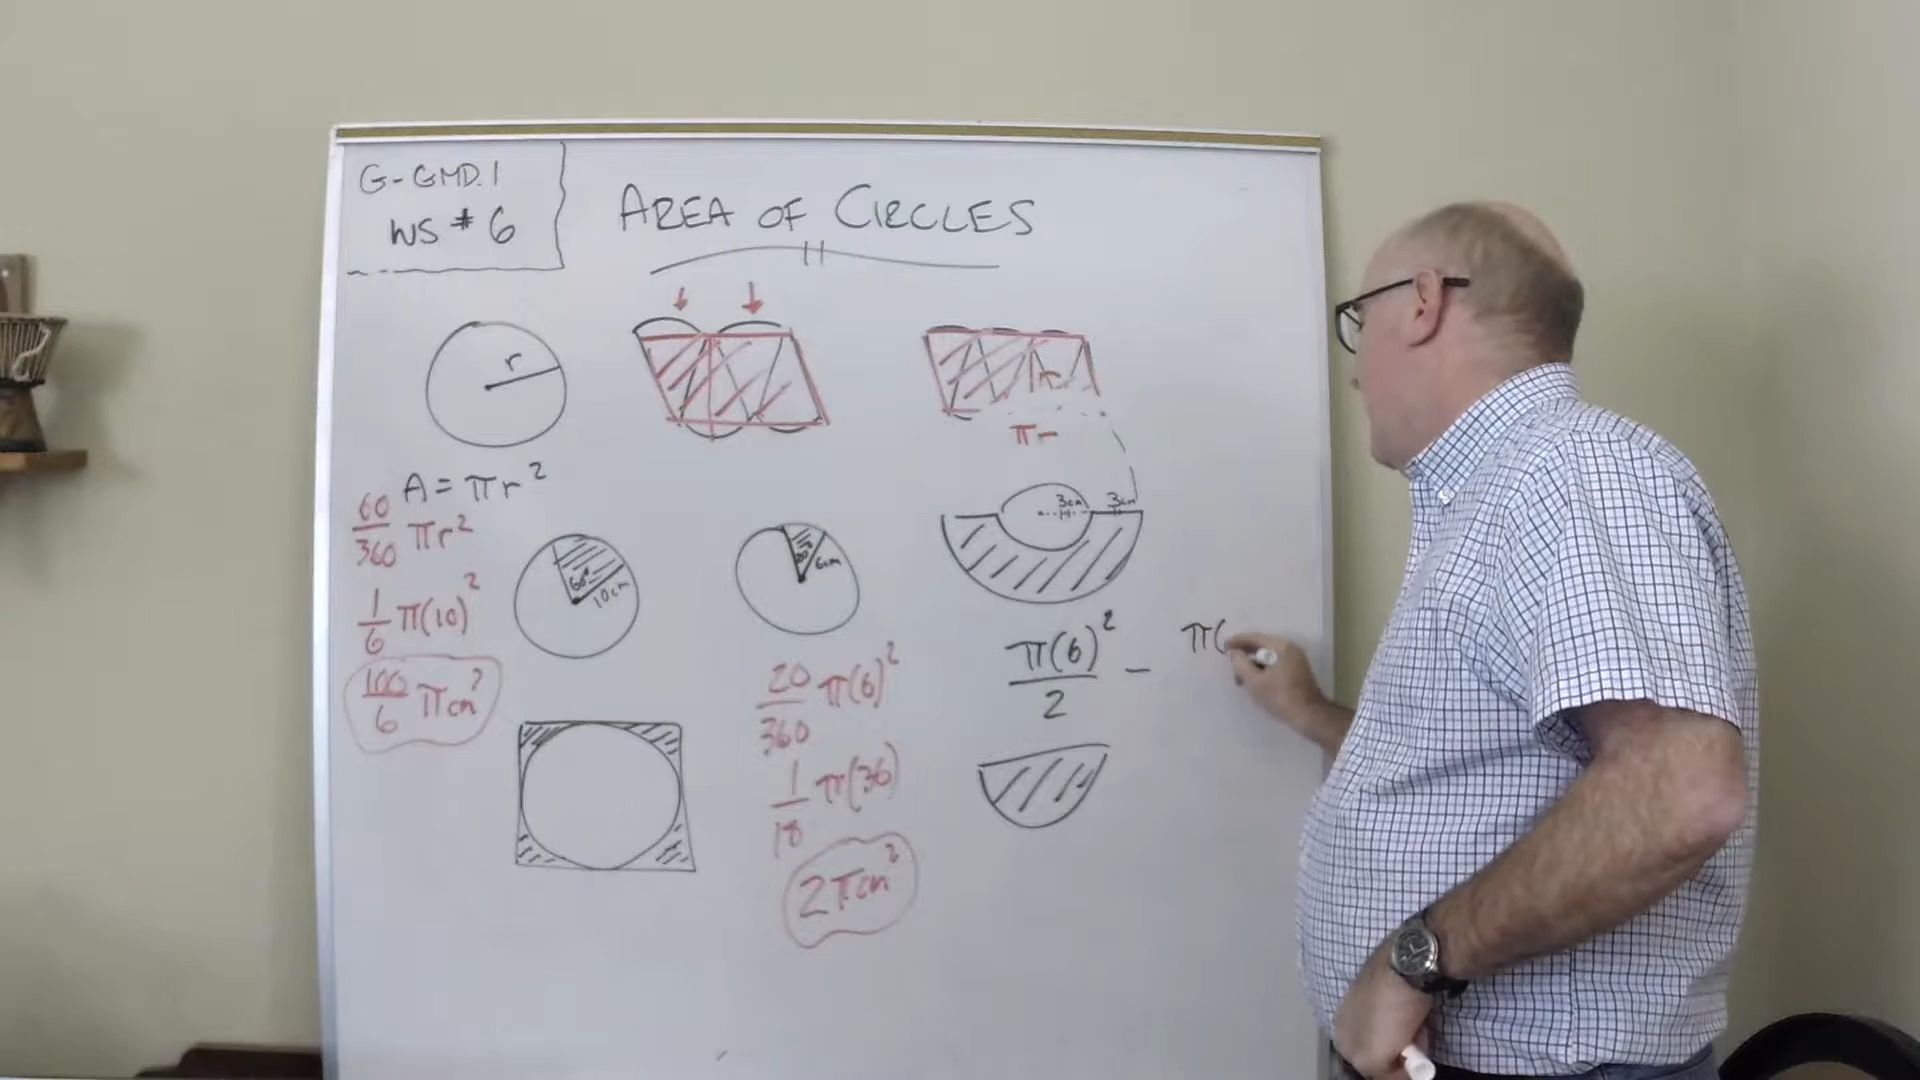 G-GMD.1
WS # 6
AREA OF CIRCLES
r
A = πr²
60/360 πr²
1/6 π(10)²
100/6 πcm²
60°
10cm
20°
6cm
20/360 π(6)²
1/18 π(36)
2πcm²
r
πr
3cm
3cm
π(6)²/2 - π(